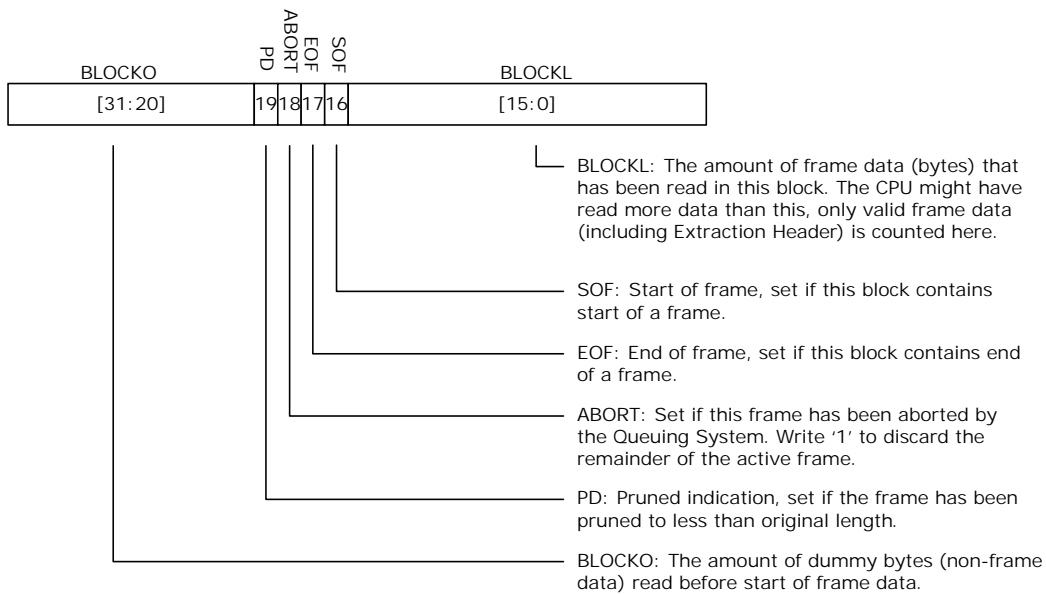 BLOCKO
PD
ABORT
EOF
SOF
BLOCKL
[31:20]
19
18
17
16
[15:0]
BLOCKL: The amount of frame data (bytes) that
has been read in this block. The CPU might have
read more data than this, only valid frame data
(including Extraction Header) is counted here.
SOF: Start of frame, set if this block contains
start of a frame.
EOF: End of frame, set if this block contains end
of a frame.
ABORT: Set if this frame has been aborted by
the Queuing System. Write ‘1’ to discard the
remainder of the active frame.
PD: Pruned indication, set if the frame has been
pruned to less than original length.
BLOCKO: The amount of dummy bytes (non-frame
data) read before start of frame data.